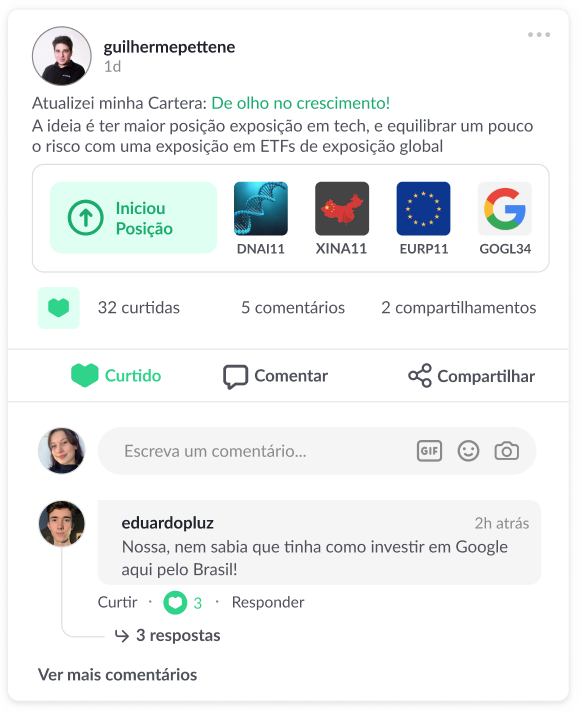 guilhermepettene
1d
Atualizei minha Cartera: De olho no crescimento!
A ideia é ter maior posição exposição em tech, e equilibrar um pouco
o risco com uma exposição em ETFs de exposição global
Iniciou
Posição
DNAI11
XINA11
EURP11
GOGL34
32 curtidas
5 comentários
2 compartilhamentos
Curtido
Comentar
Compartilhar
Escreva um comentário...
GIF
eduardopluz
2h atrás
Nossa, nem sabia que tinha como investir em Google
aqui pelo Brasil!
Curtir · 3 · Responder
3 respostas
Ver mais comentários